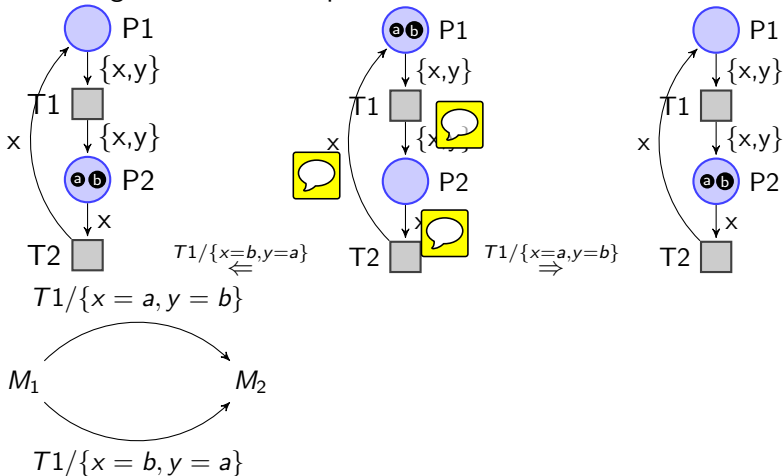 P1
{x,y}
T1
{x,y}
x
a b
P2
x
T2
a b
P1
{x,y}
T1
x
P2
T2
P1
{x,y}
T1
{x,y}
x
a b
P2
x
T2
T1/{x=b,y=a}
⇐
T1/{x=a,y=b}
⇒
T1/{x = a, y = b}
M₁
M₂
T1/{x = b, y = a}